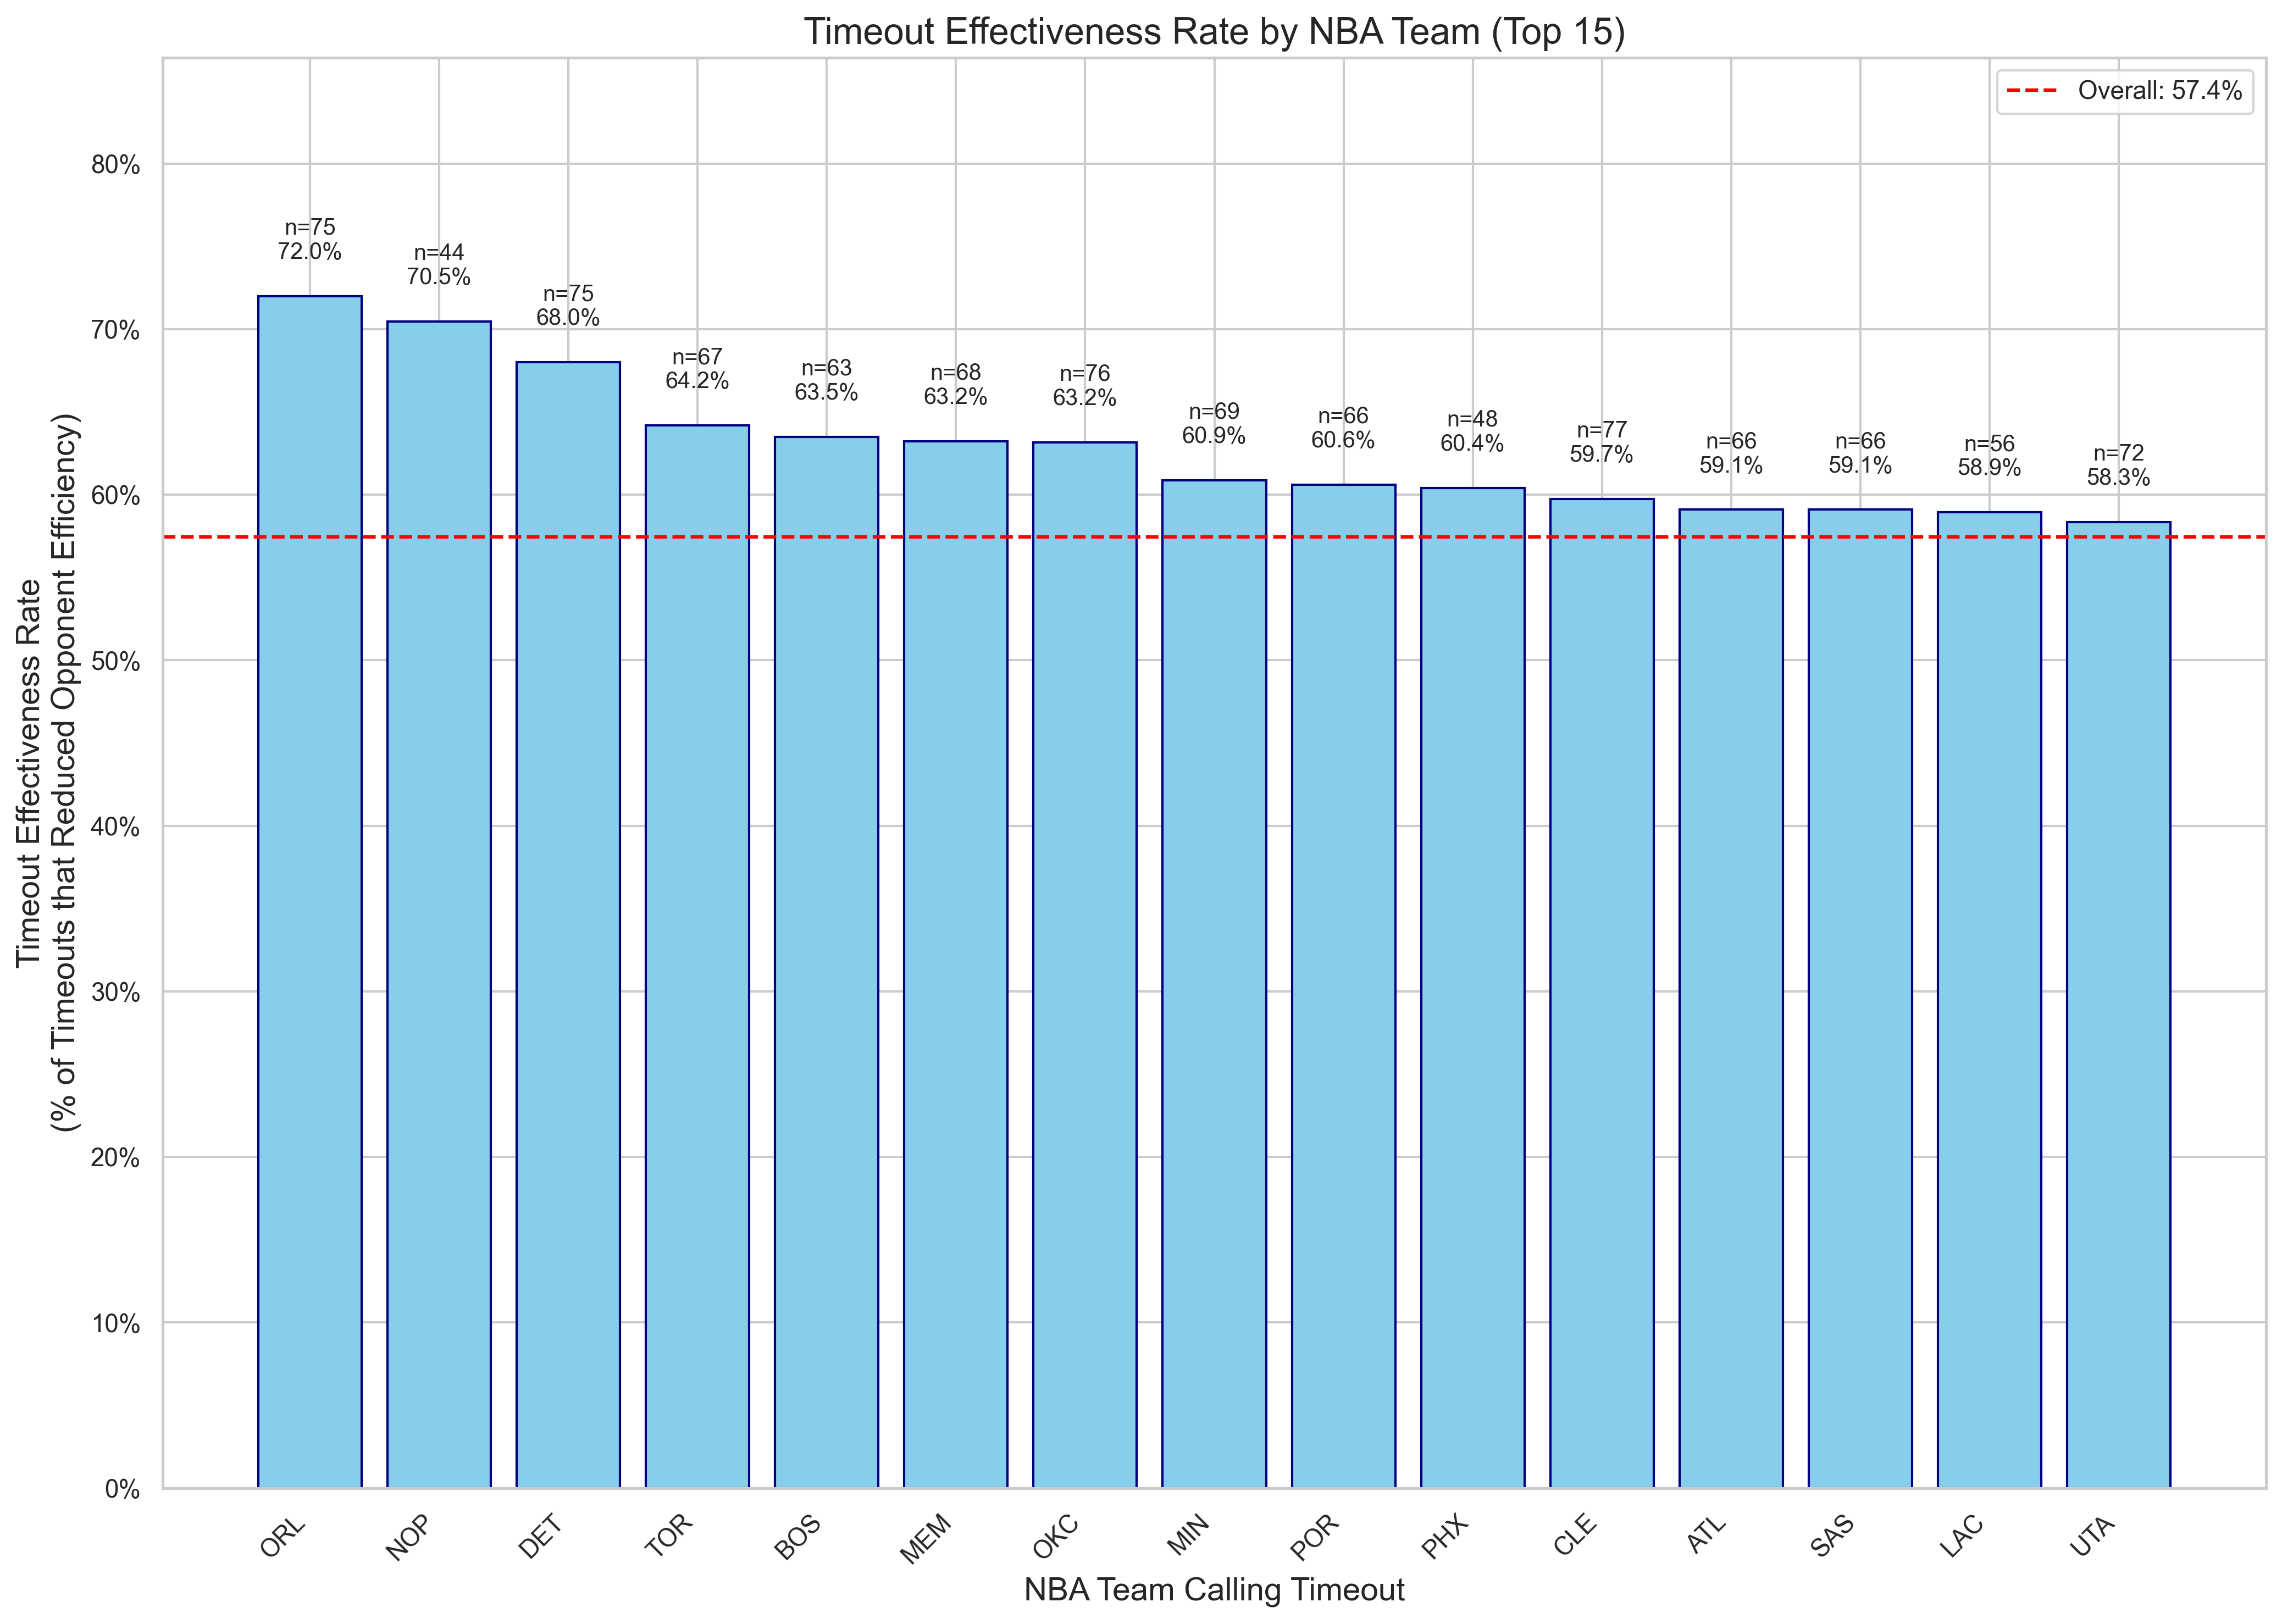 Timeout Effectiveness Rate by NBA Team (Top 15)
Overall: 57.4%
Timeout Effectiveness Rate
(% of Timeouts that Reduced Opponent Efficiency)
80%
70%
60%
50%
40%
30%
20%
10%
0%
n=75
72.0%
n=44
70.5%
n=75
68.0%
n=67
64.2%
n=63
63.5%
n=68
63.2%
n=76
63.2%
n=69
60.9%
n=66
60.6%
n=48
60.4%
n=77
59.7%
n=66
59.1%
n=66
59.1%
n=56
58.9%
n=72
58.3%
ORL
NOP
DET
TOR
BOS
MEM
OKC
MIN
POR
PHX
CLE
ATL
SAS
LAC
UTA
NBA Team Calling Timeout